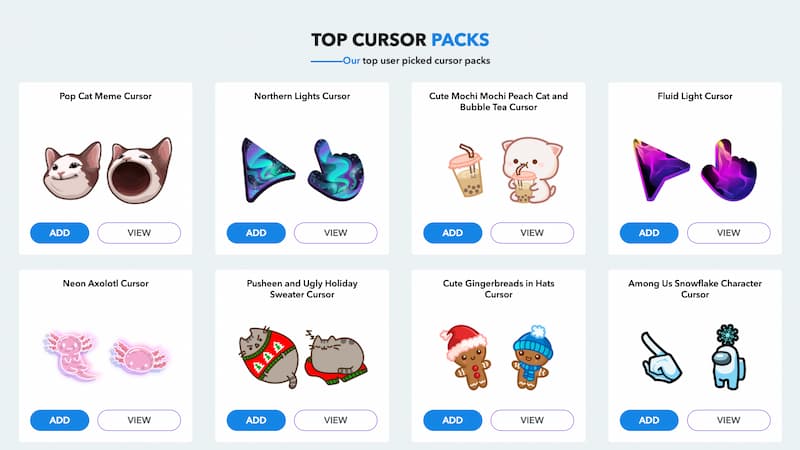 TOP CURSOR PACKS
Our top user picked cursor packs
Pop Cat Meme Cursor
ADD
VIEW
Northern Lights Cursor
ADD
VIEW
Cute Mochi Mochi Peach Cat and
Bubble Tea Cursor
ADD
VIEW
Fluid Light Cursor
ADD
VIEW
Neon Axolotl Cursor
ADD
VIEW
Pusheen and Ugly Holiday
Sweater Cursor
ADD
VIEW
Cute Gingerbreads in Hats
Cursor
ADD
VIEW
Among Us Snowflake Character
Cursor
ADD
VIEW